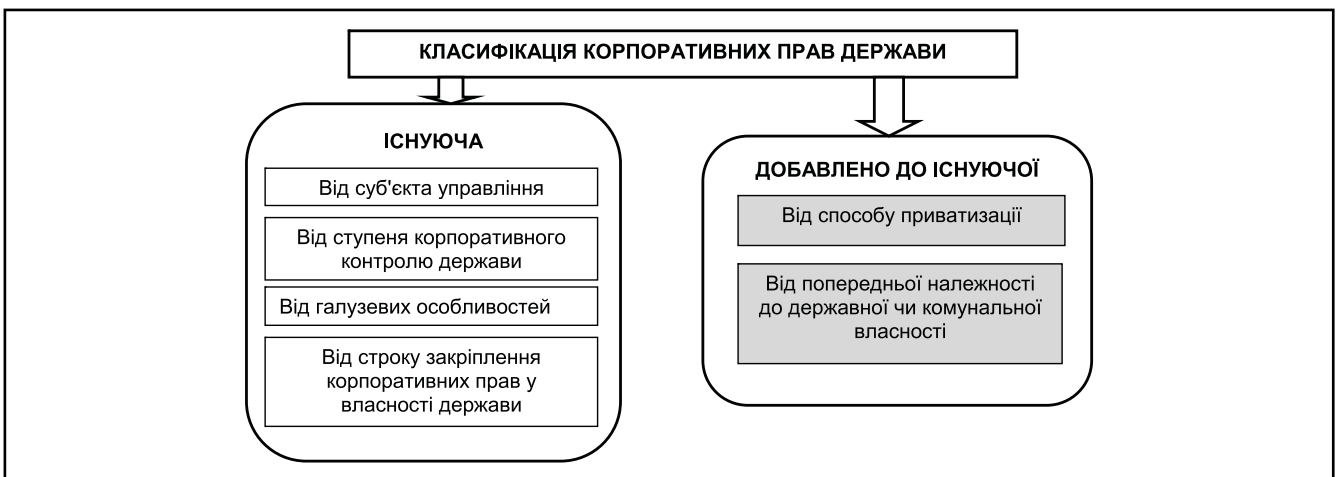 КЛАСИФІКАЦІЯ КОРПОРАТИВНИХ ПРАВ ДЕРЖАВИ
ІСНУЮЧА
Від суб'єкта управління
Від ступеня корпоративного
контролю держави
Від галузевих особливостей
Від строку закріплення
корпоративних прав у
власності держави
ДОБАВЛЕНО ДО ІСНУЮЧОЇ
Від способу приватизації
Від попередньої належності
до державної чи комунальної
власності